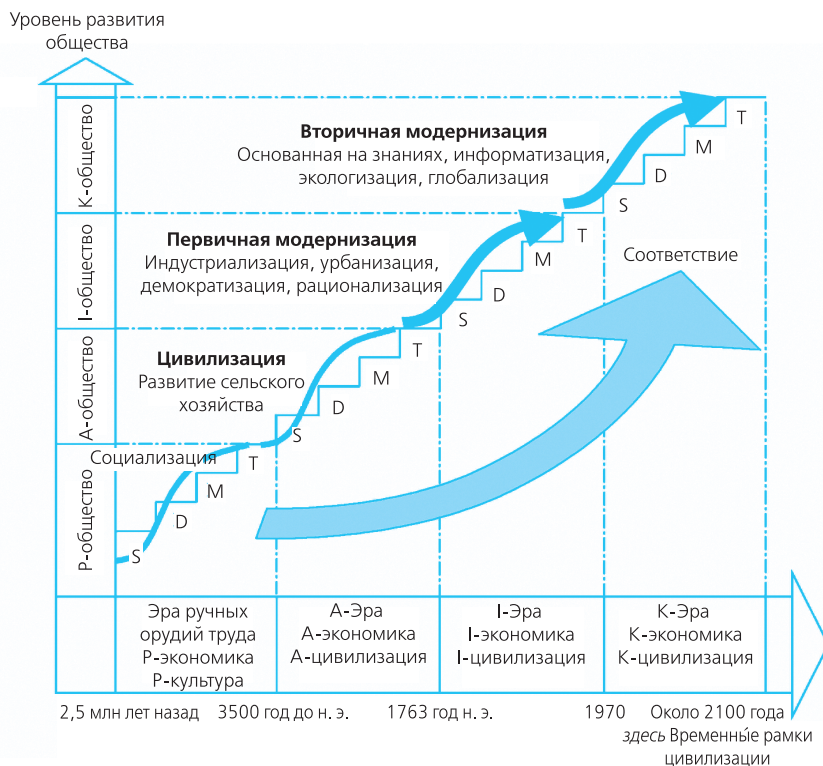 Уровень развития
общества
К-общество
I-общество
А-общество
Р-общество
Вторичная модернизация
Основанная на знаниях, информатизация,
экологизация, глобализация
S
D
M
T
Первичная модернизация
Индустриализация, урбанизация,
демократизация, рационализация
S
D
M
T
Соответствие
Цивилизация
Развитие сельского
хозяйства
S
D
M
T
Социализация
S
D
M
T
Эра ручных
орудий труда
Р-экономика
Р-культура
А-Эра
А-экономика
А-цивилизация
I-Эра
I-экономика
I-цивилизация
К-Эра
К-экономика
К-цивилизация
2,5 млн лет назад
3500 год до н. э.
1763 год н. э.
1970
Около 2100 года
здесь Временные рамки
цивилизации